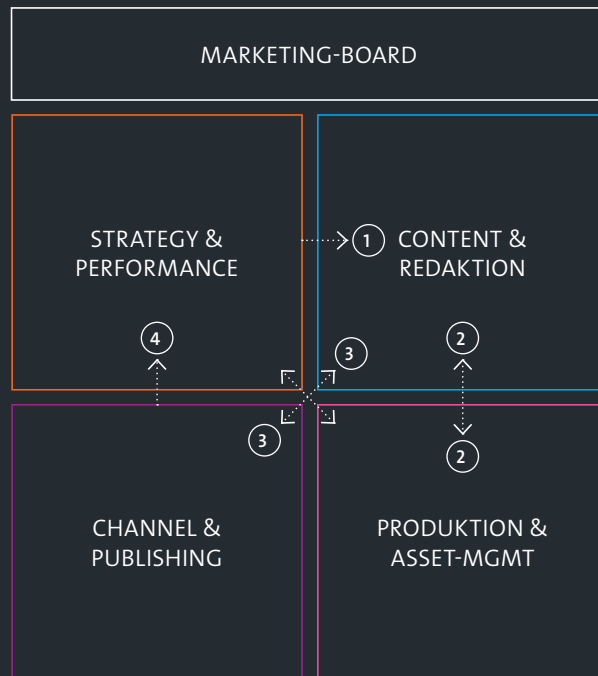 MARKETING-BOARD
STRATEGY &
PERFORMANCE
1
CONTENT &
REDAKTION
4
3
2
3
2
CHANNEL &
PUBLISHING
PRODUKTION &
ASSET-MGMT